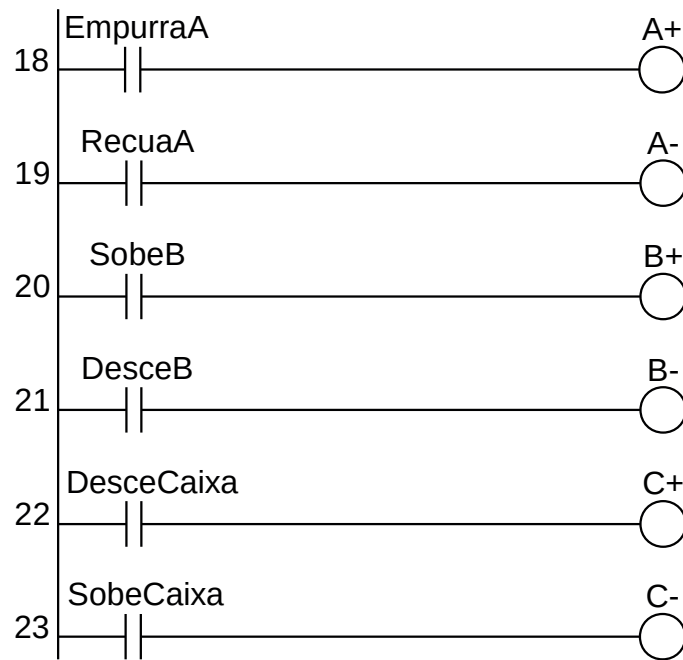 EmpurraA A+
18
RecuaA A-
19
SobeB B+
20
DesceB B-
21
DesceCaixa C+
22
SobeCaixa C-
23